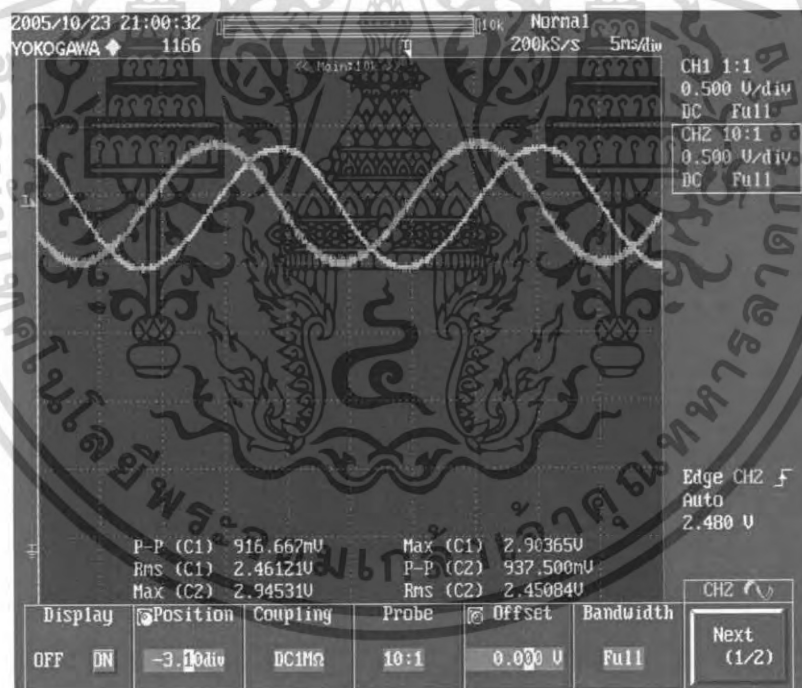 2005/10/23 21:00:32
Normal
YOKOGAWA ◆ 1166
200kS/s 5ms/div
<< Main:10k >>
CH1 1:1
0.500 V/div
DC Full
CH2 10:1
0.500 V/div
DC Full
Edge CH2
Auto
2.480 V
P-P (C1) 916.667mV Max (C1) 2.90365V
Rms (C1) 2.46121V P-P (C2) 937.500mV
Max (C2) 2.94531V Rms (C2) 2.45084V
CH2
Display Position Coupling Probe Offset Bandwidth
Next
OFF ON -3.10div DC1MΩ 10:1 0.000 V Full (1/2)